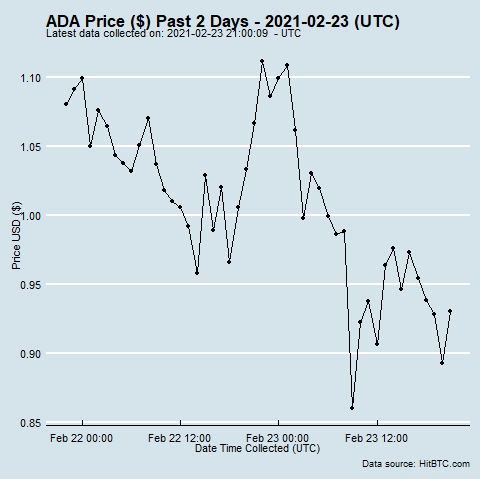 ADA Price ($) Past 2 Days - 2021-02-23 (UTC)
Latest data collected on: 2021-02-23 21:00:09 - UTC
1.10
1.05
1.00
0.95
0.90
0.85
Price USD ($)
Feb 22 00:00 Feb 22 12:00 Feb 23 00:00 Feb 23 12:00
Date Time Collected (UTC)
Data source: HitBTC.com